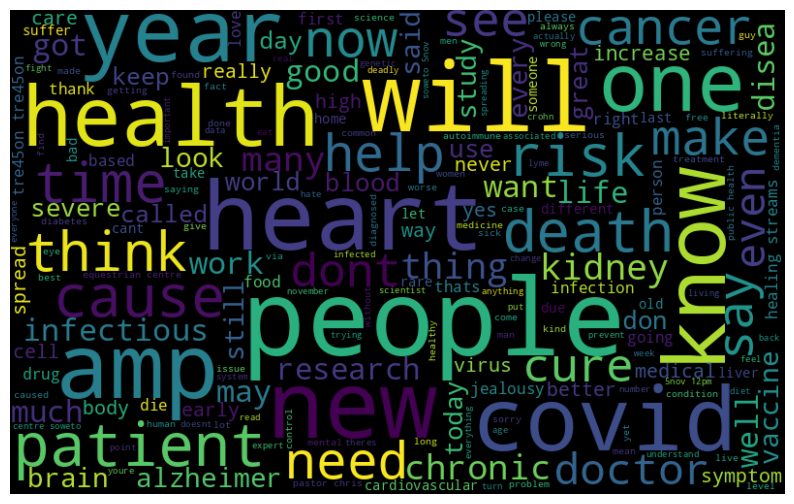 care
suffer
year
love
first
science
now
said
soweto 5nov
see
please
actually
wrong
cancer
guy
suffering
got
day
men
fight
made
getting
keep
really
found
fact
good
genetic
deadly
real
study
spreading
every
someone
great
increase
one
disea
tre45on tre45on
thank
health
important
high
will
crohn
right
last
free
literally
data
done
eat
home
common
autoimmune
associated
serious
make
dementia
find
bad
based
look
many
help
use
never
risk
lyme
treatment
time
take
saying
world
blood
want
life
person
women
public health
even
severe
called
diabetes
cant
give
hate
worse
diagnosed
let
way
yes
case
different
medicine
sick
everyone
spread
think
eye
via
heart
death
know
say
healing streams
work
best
equestrian centre
infected
dont
thing
kidney
change
living
cause
still
food
november
without
scientist
rare
thats
anything
infection
due
old
don
going
back
infectious
trying
healthy
put
come
man
kind
prevent
week
feel
cell
issue
system
research
virus
cure
medical
liver
5nov 12pm
drug
amp
people
caused
die
may
new
read
today
jealousy
better
number
diet
condition
much
body
early
control
everything
sorry
age
covid
yet
understand
live
well
vaccine
centre soweto
human
doesnt
lot
point
expert
mental
theres
long
patient
youre
need
chronic
doctor
level
symptom
brain
alzheimer
pastor chris
cardiovascular
turn
problem